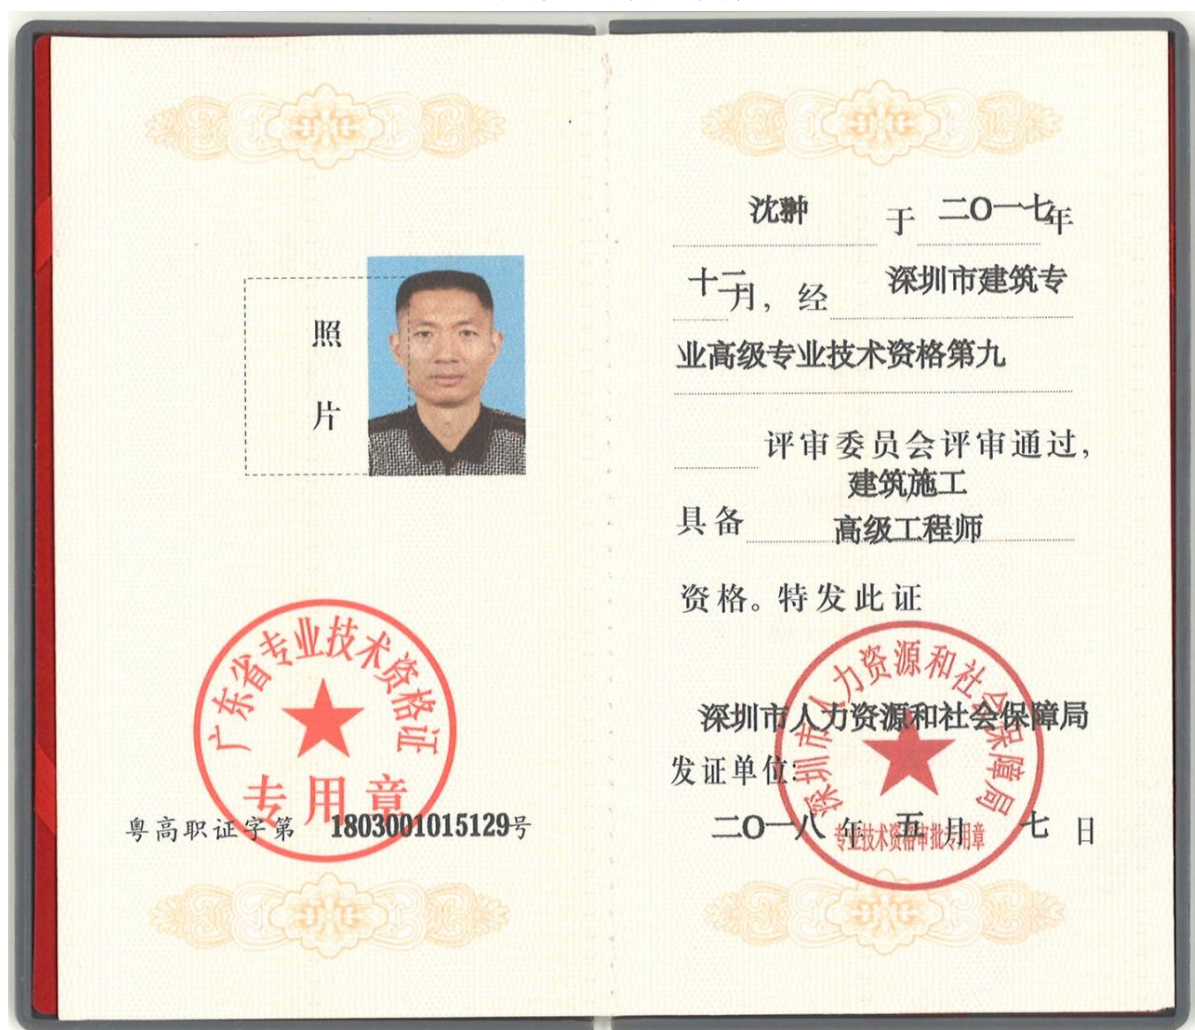 照
片
广东省专业技术资格证
专用章
粤高职证字第 1803001015129号
沈翀 于 二〇一七年
十二月，经 深圳市建筑专
业高级专业技术资格第九
评审委员会评审通过，
建筑施工
具备 高级工程师
资格。特发此证
深圳市人力资源和社会保障局
深圳市人力资源和社会保障局
发证单位：
二〇一八年 五月 七日
专业技术资格审批专用章